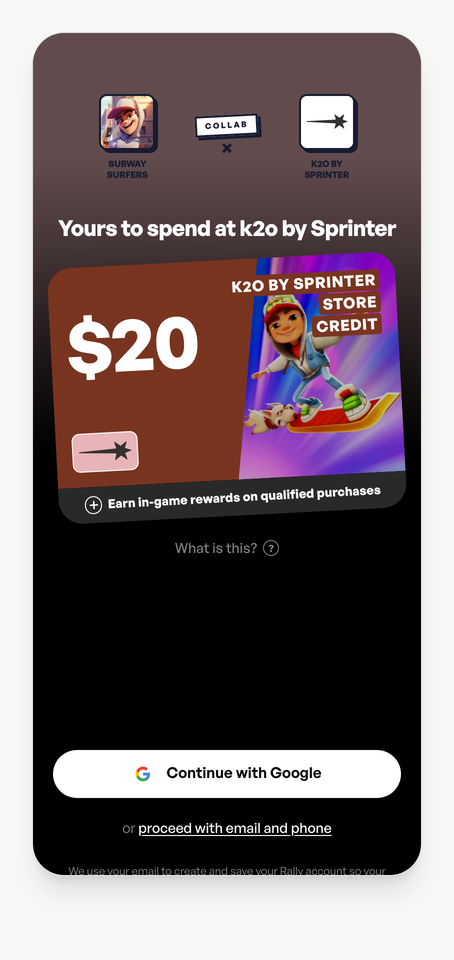 COLLAB
SUBWAY
SURFERS
K2O BY
SPRINTER
Yours to spend at k2o by Sprinter
K2O BY SPRINTER
STORE
CREDIT
$20
Earn in-game rewards on qualified purchases
What is this? ?
Continue with Google
or proceed with email and phone
We use your email to create and save your Rally account so your